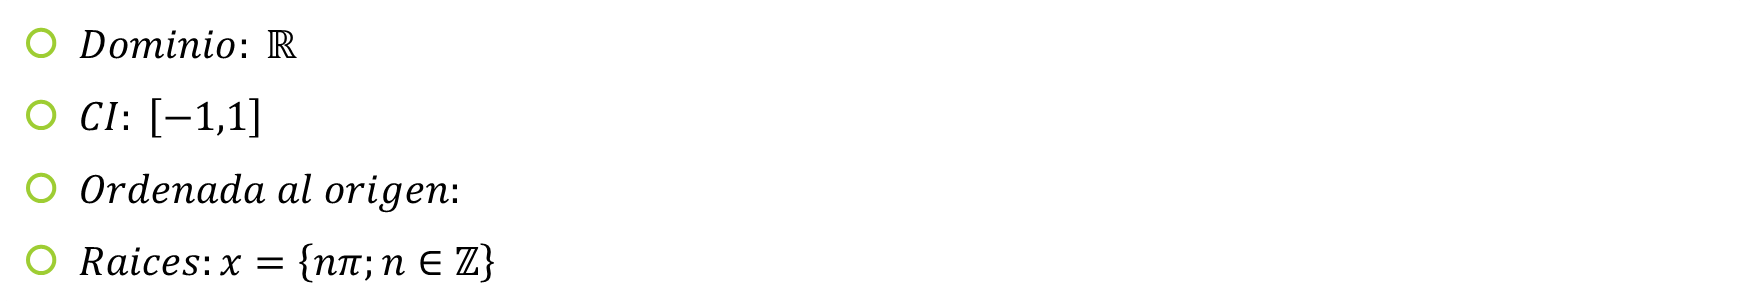 Dominio: ℝ
CI: [−1,1]
Ordenada al origen:
Raices: x = {nπ; n ∈ ℤ}